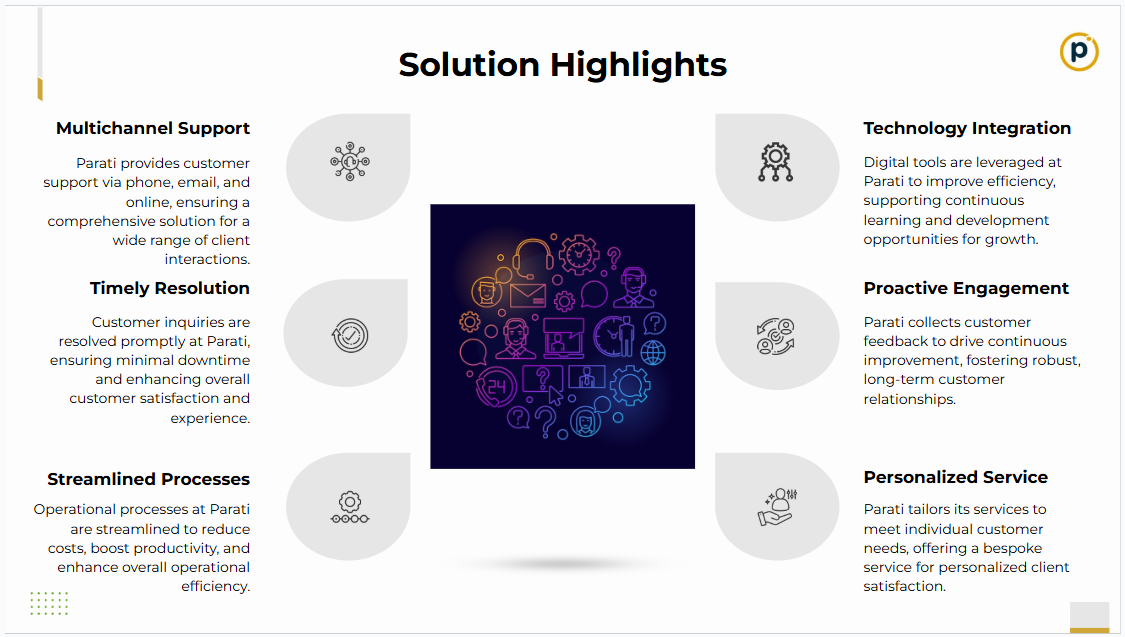 Solution Highlights
p
Multichannel Support
Parati provides customer
support via phone, email, and
online, ensuring a
comprehensive solution for a
wide range of client
interactions.
Timely Resolution
Customer inquiries are
resolved promptly at Parati,
ensuring minimal downtime
and enhancing overall
customer satisfaction and
experience.
Streamlined Processes
Operational processes at Parati
are streamlined to reduce
costs, boost productivity, and
enhance overall operational
efficiency.
?
?
24
?
?
?
Technology Integration
Digital tools are leveraged at
Parati to improve efficiency,
supporting continuous
learning and development
opportunities for growth.
Proactive Engagement
Parati collects customer
feedback to drive continuous
improvement, fostering robust,
long-term customer
relationships.
Personalized Service
Parati tailors its services to
meet individual customer
needs, offering a bespoke
service for personalized client
satisfaction.